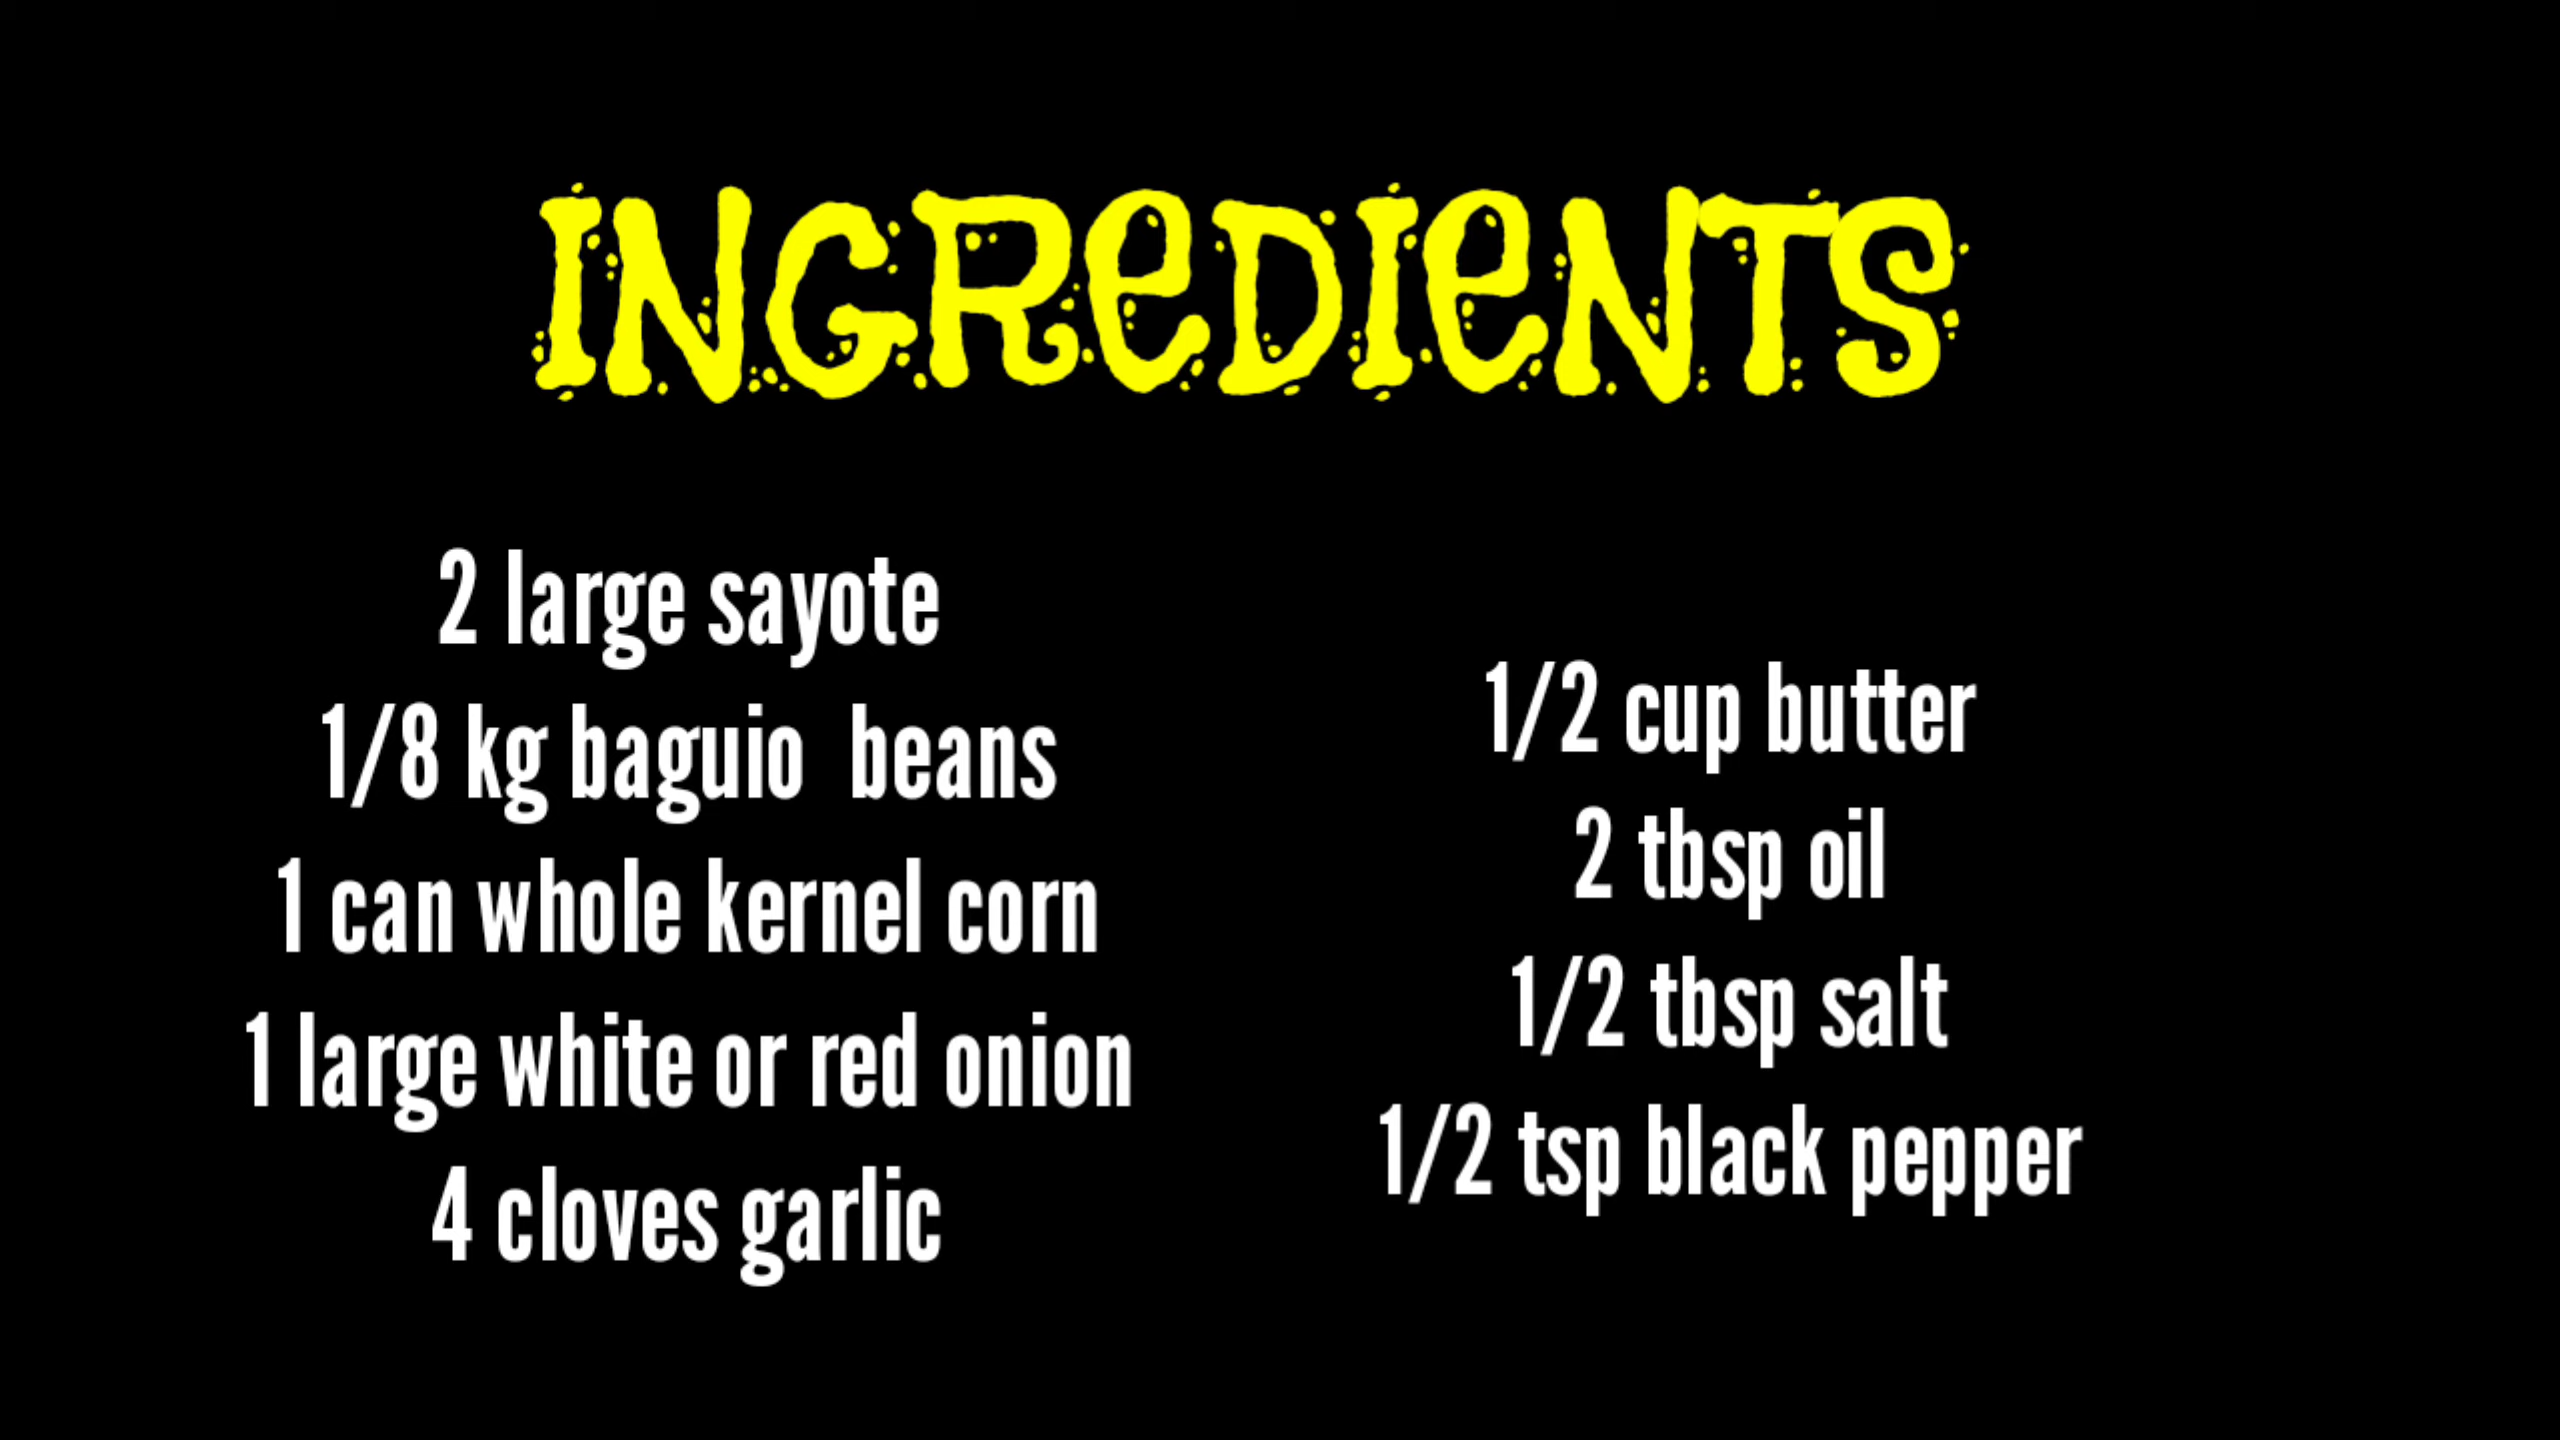 INGREDIENTS
2 large sayote
1/8 kg baguio  beans
1 can whole kernel corn
1 large white or red onion
4 cloves garlic
1/2 cup butter
2 tbsp oil
1/2 tbsp salt
1/2 tsp black pepper